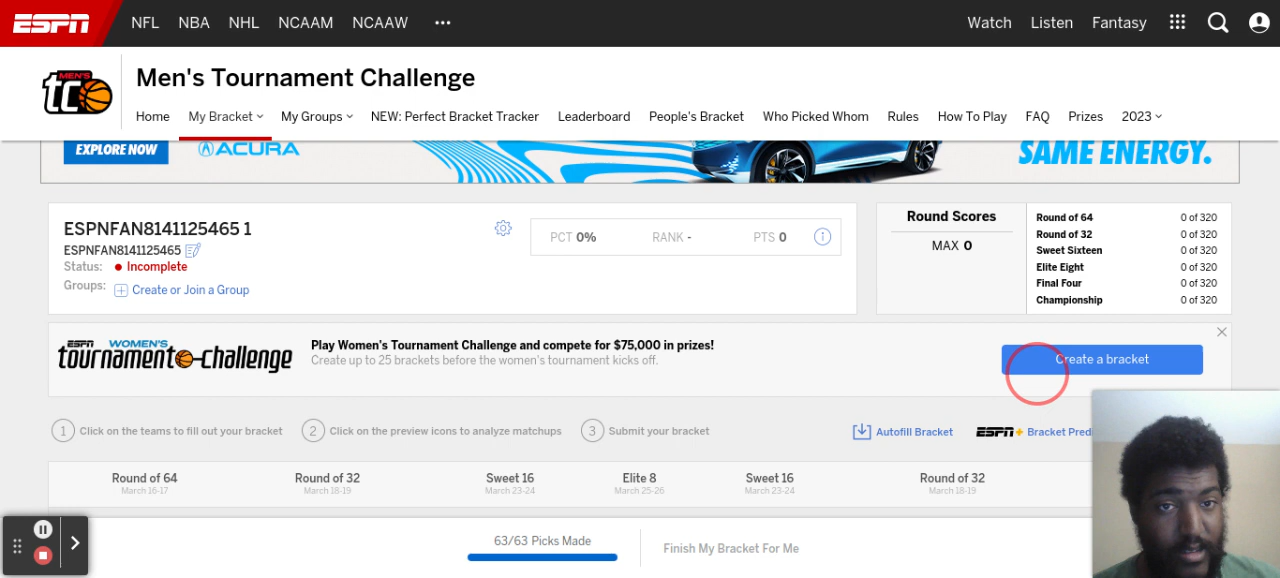 ESPN NFL NBA NHL NCAAM NCAAW ••• Watch Listen Fantasy
MEN'S tc
Men's Tournament Challenge
Home My Bracket My Groups NEW: Perfect Bracket Tracker Leaderboard People's Bracket Who Picked Whom Rules How To Play FAQ Prizes 2023
EXPLORE NOW ACURA SAME ENERGY.
ESPNFAN8141125465 1
ESPNFAN8141125465
Status: Incomplete
Groups: Create or Join a Group
PCT 0% RANK - PTS 0 i
Round Scores
MAX 0
Round of 64 0 of 320
Round of 32 0 of 320
Sweet Sixteen 0 of 320
Elite Eight 0 of 320
Final Four 0 of 320
Championship 0 of 320
ESPN WOMEN'S
tournament challenge
Play Women's Tournament Challenge and compete for $75,000 in prizes!
Create up to 25 brackets before the women's tournament kicks off.
Create a bracket
1 Click on the teams to fill out your bracket 2 Click on the preview icons to analyze matchups 3 Submit your bracket Autofill Bracket ESPN+ Bracket Predi
Round of 64 Round of 32 Sweet 16 Elite 8 Sweet 16 Round of 32
March 16-17 March 18-19 March 23-24 March 25-26 March 23-24 March 18-19
63/63 Picks Made
Finish My Bracket For Me